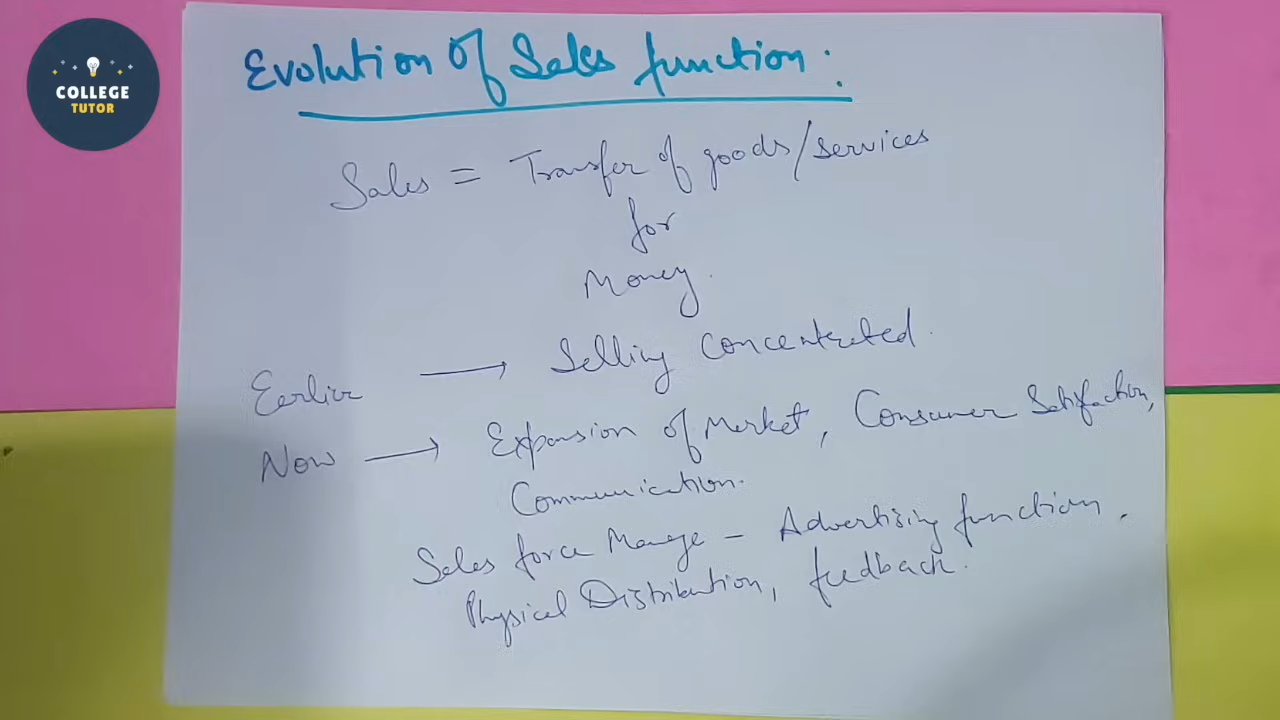 COLLEGE
TUTOR
Evolution of Sales function:
Sales = Transfer of goods/services
for
Money.
Earlier → Selling concentrated.
Now → Expansion of Market, Consumer Satisfaction,
Communication.
Sales force Manage - Advertising function,
Physical Distribution, feedback.